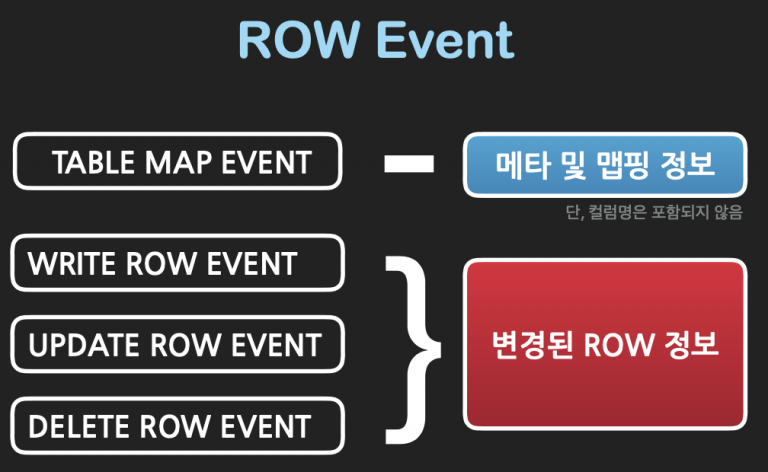 ROW Event
TABLE MAP EVENT
메타 및 맵핑 정보
단, 컬럼명은 포함되지 않음
WRITE ROW EVENT
UPDATE ROW EVENT
DELETE ROW EVENT
변경된 ROW 정보